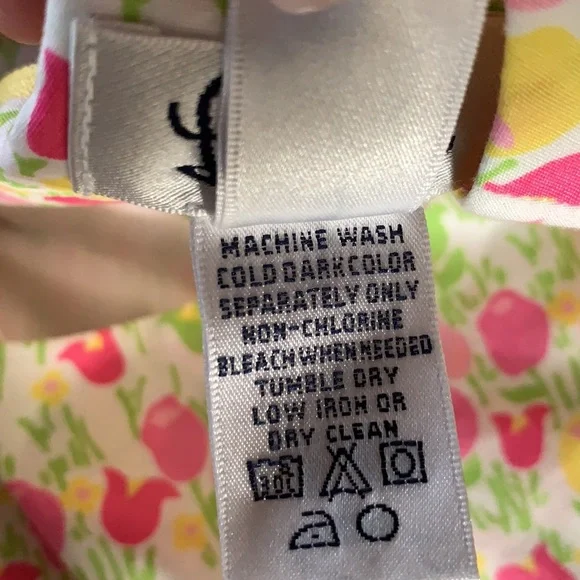 MACHINE WASH
COLD DARK COLOR
SEPARATELY ONLY
NON-CHLORINE
BLEACH WHEN NEEDED
TUMBLE DRY
LOW IRON OR
DRY CLEAN